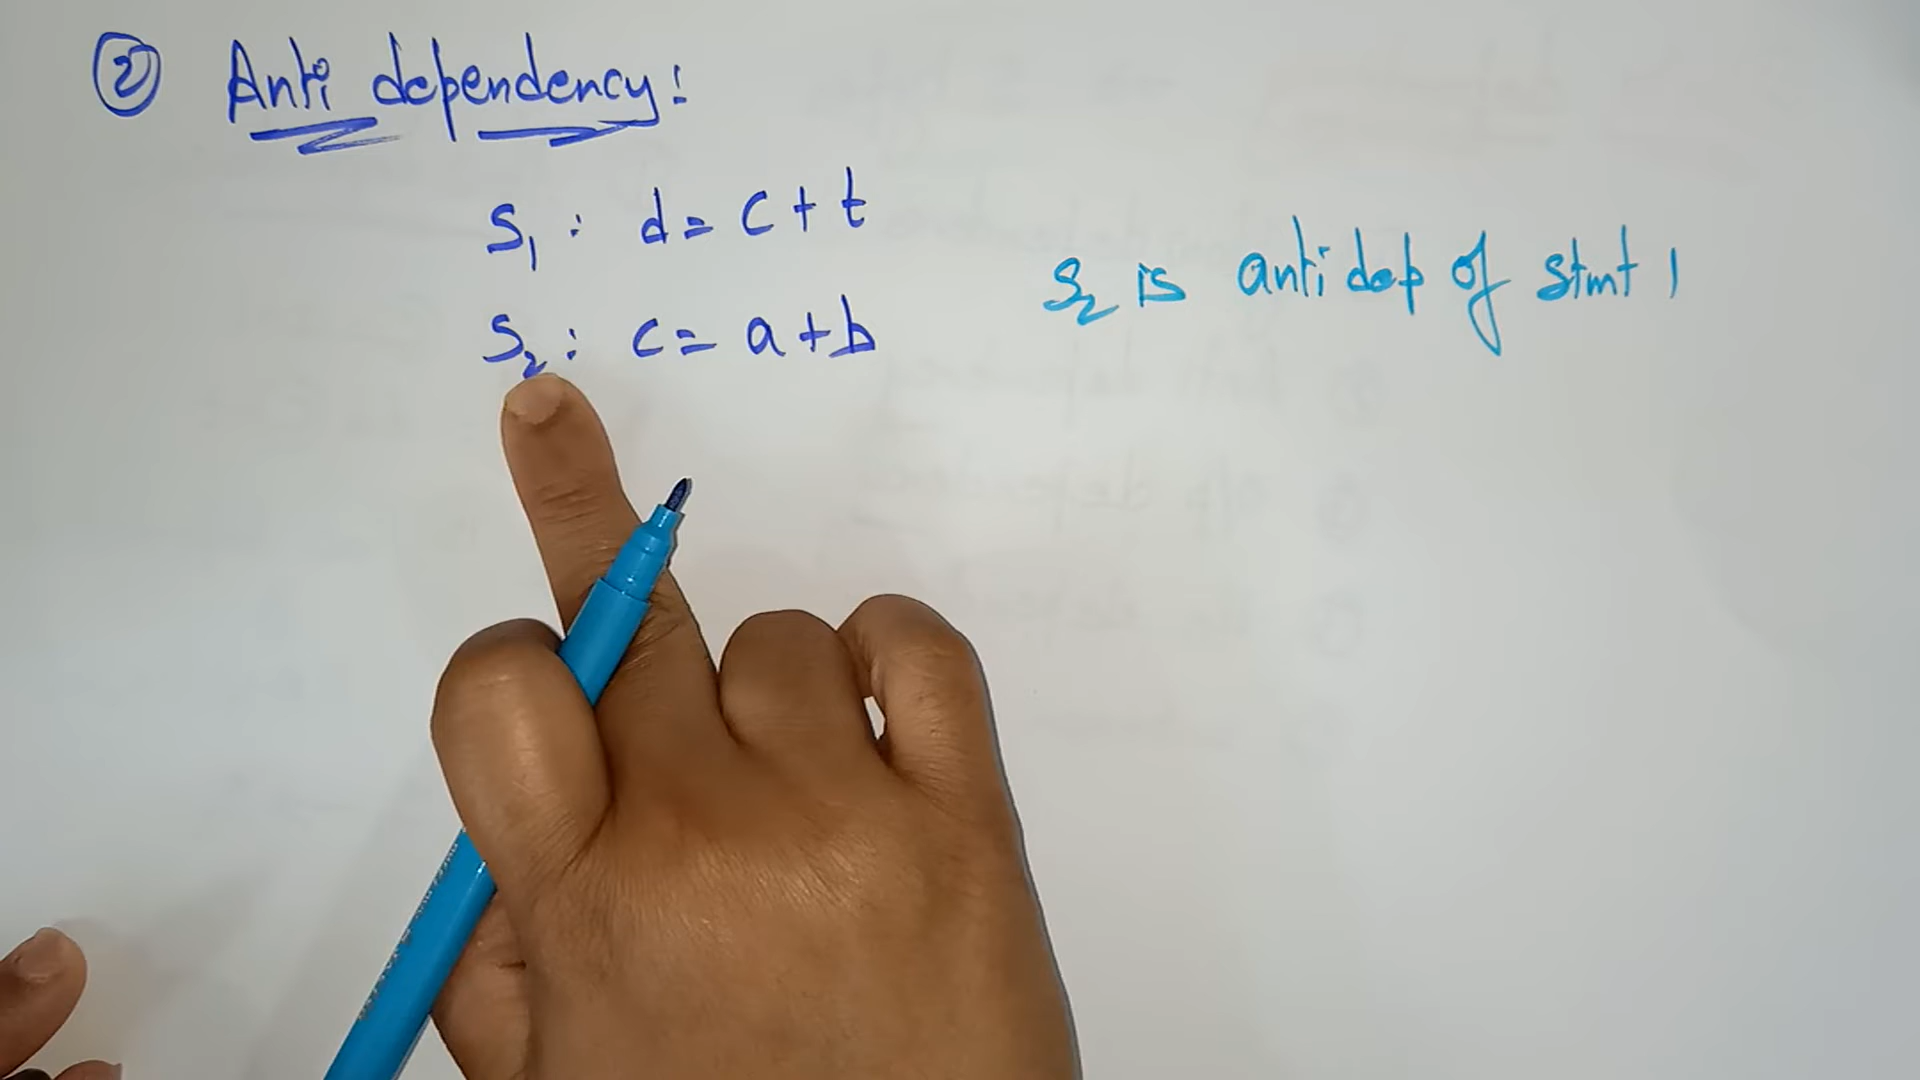 ② Anti dependency:
S₁ : d = c + t
S₂ : c = a + b
S₂ is anti dep of stmt 1